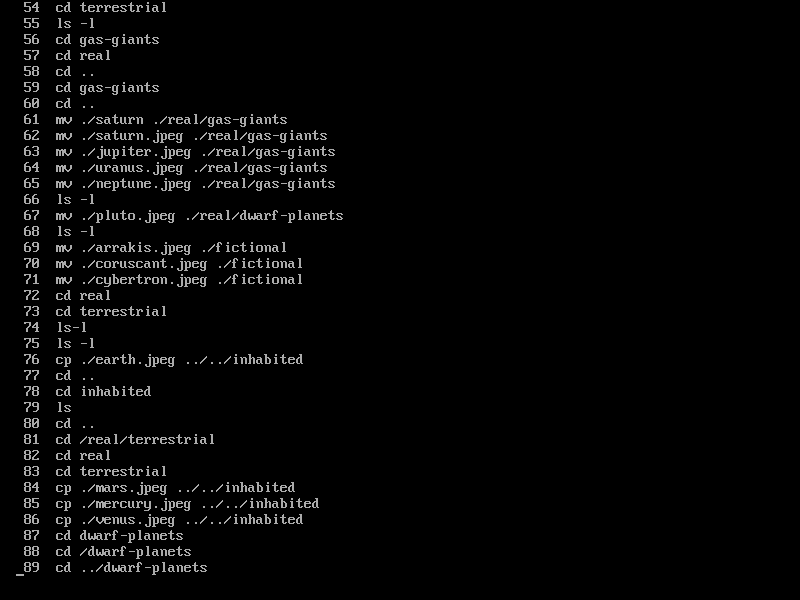 54 cd terrestrial
55 ls -l
56 cd gas-giants
57 cd real
58 cd ..
59 cd gas-giants
60 cd ..
61 mv ./saturn ./real/gas-giants
62 mv ./saturn.jpeg ./real/gas-giants
63 mv ./jupiter.jpeg ./real/gas-giants
64 mv ./uranus.jpeg ./real/gas-giants
65 mv ./neptune.jpeg ./real/gas-giants
66 ls -l
67 mv ./pluto.jpeg ./real/dwarf-planets
68 ls -l
69 mv ./arrakis.jpeg ./fictional
70 mv ./coruscant.jpeg ./fictional
71 mv ./cybertron.jpeg ./fictional
72 cd real
73 cd terrestrial
74 ls-l
75 ls -l
76 cp ./earth.jpeg ../../inhabited
77 cd ..
78 cd inhabited
79 ls
80 cd ..
81 cd /real/terrestrial
82 cd real
83 cd terrestrial
84 cp ./mars.jpeg ../../inhabited
85 cp ./mercury.jpeg ../../inhabited
86 cp ./venus.jpeg ../../inhabited
87 cd dwarf-planets
88 cd /dwarf-planets
_89 cd ../dwarf-planets